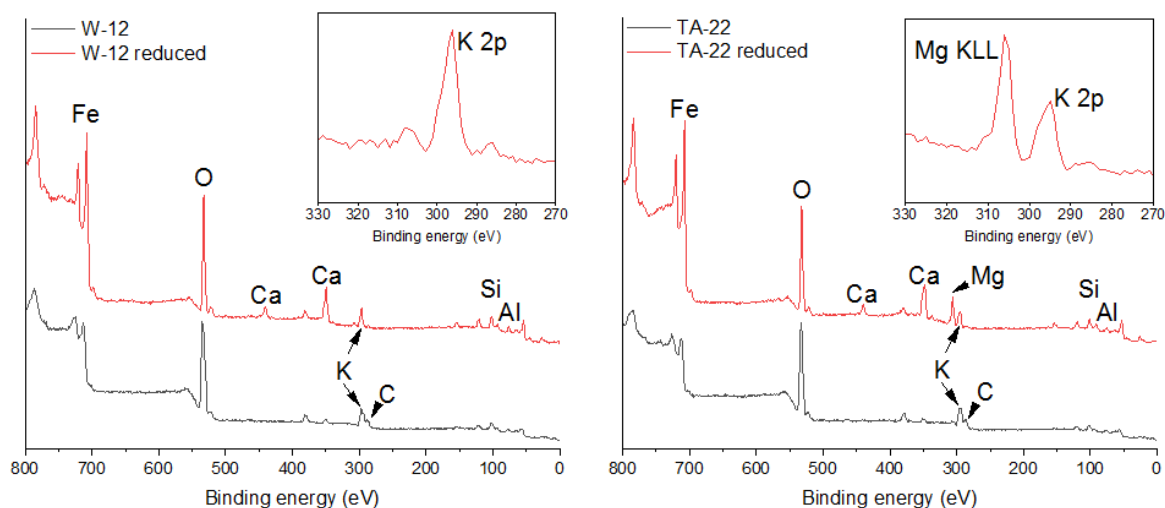 W-12
W-12 reduced
K 2p
330 320 310 300 290 280 270
Binding energy (eV)
Fe
O
Ca
Ca
Si
Al
K
C
800 700 600 500 400 300 200 100 0
Binding energy (eV)
TA-22
TA-22 reduced
Mg KLL
K 2p
330 320 310 300 290 280 270
Binding energy (eV)
Fe
O
Ca
Ca
Mg
Si
Al
K
C
800 700 600 500 400 300 200 100 0
Binding energy (eV)